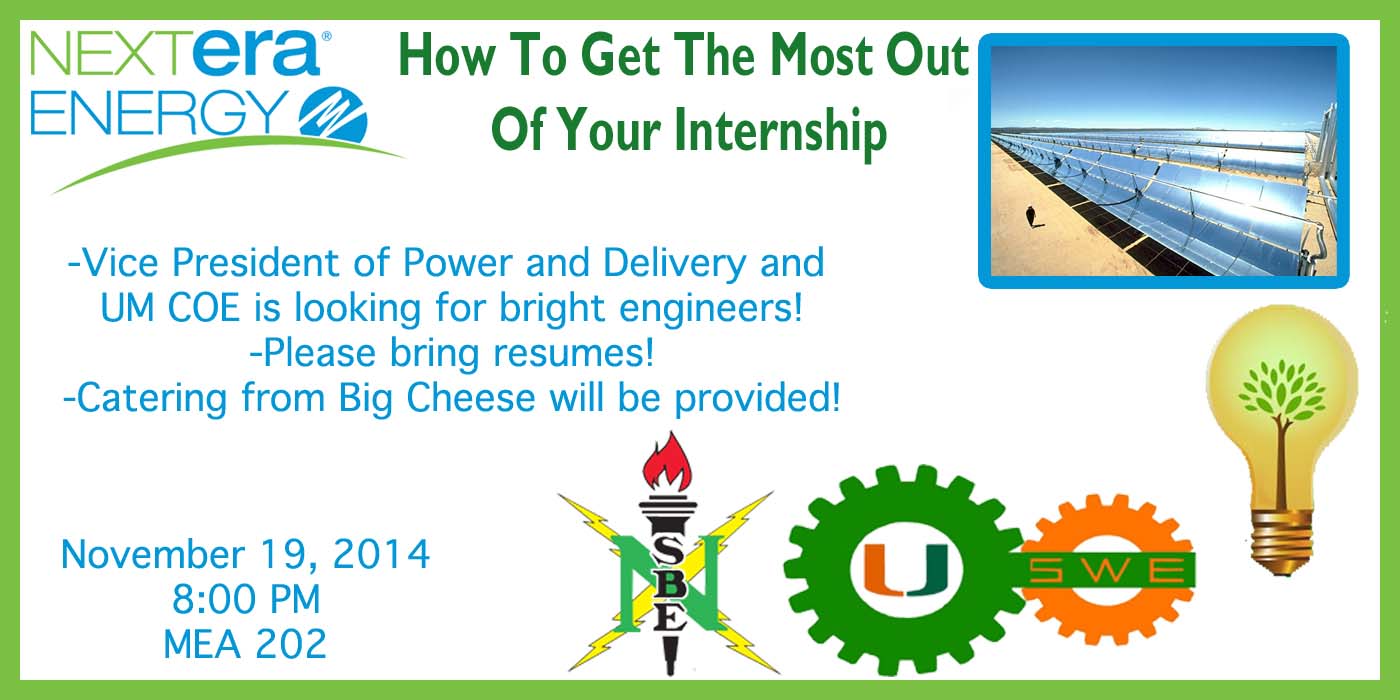 NEXTera®
ENERGY
How To Get The Most Out
Of Your Internship
-Vice President of Power and Delivery and
UM COE is looking for bright engineers!
-Please bring resumes!
-Catering from Big Cheese will be provided!
November 19, 2014
8:00 PM
MEA 202
NSBE
U
SWE